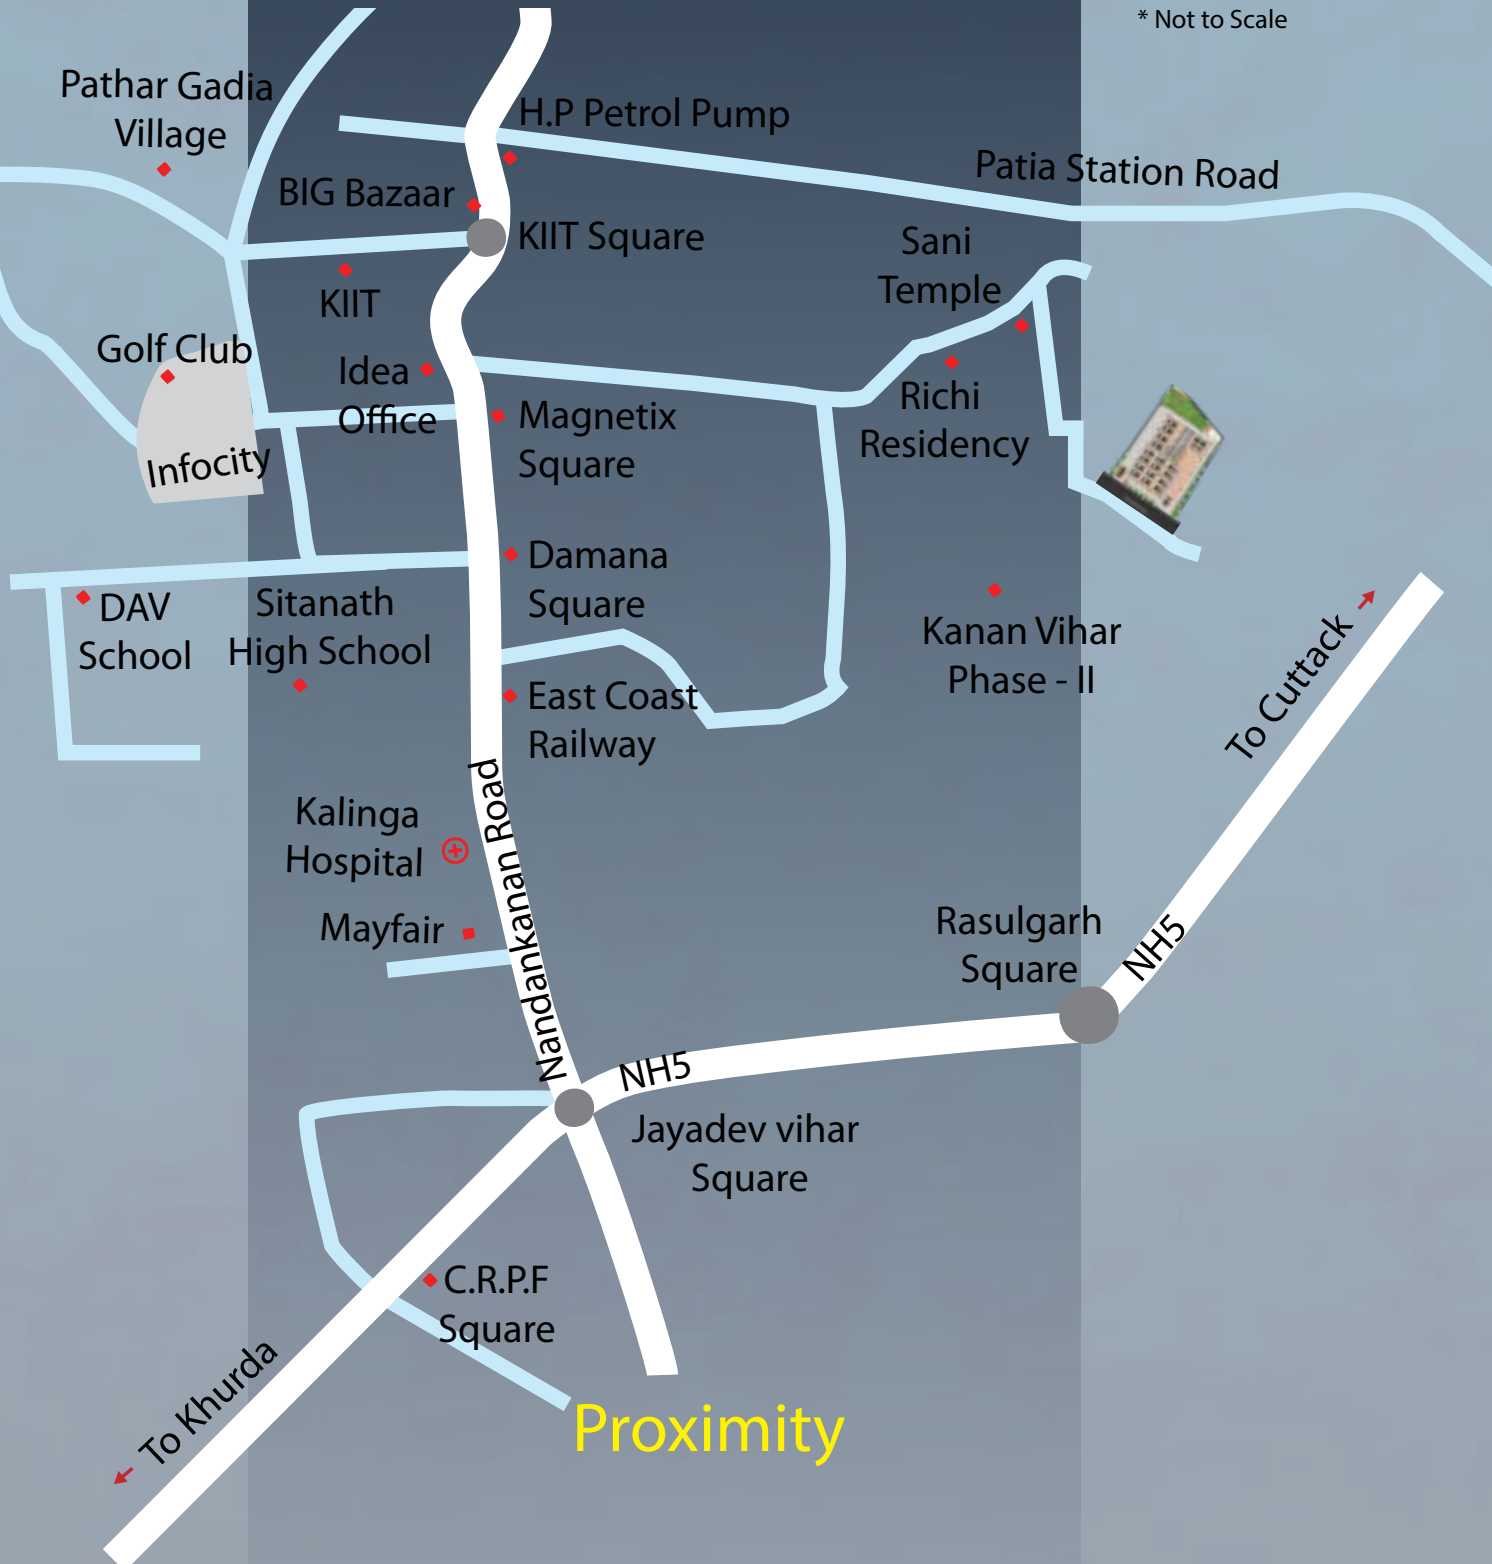 * Not to Scale
Pathar Gadia
Village
H.P Petrol Pump
Patia Station Road
BIG Bazaar
KIIT Square
Sani
Temple
KIIT
Golf Club
Idea
Office
Magnetix
Square
Richi
Residency
Infocity
Damana
Square
DAV
School
Sitanath
High School
Kanan Vihar
Phase - II
To Cuttack
East Coast
Railway
Nandankanan Road
Kalinga
Hospital
Mayfair
Rasulgarh
Square
NH5
NH5
Jayadev vihar
Square
C.R.P.F
Square
To Khurda
Proximity